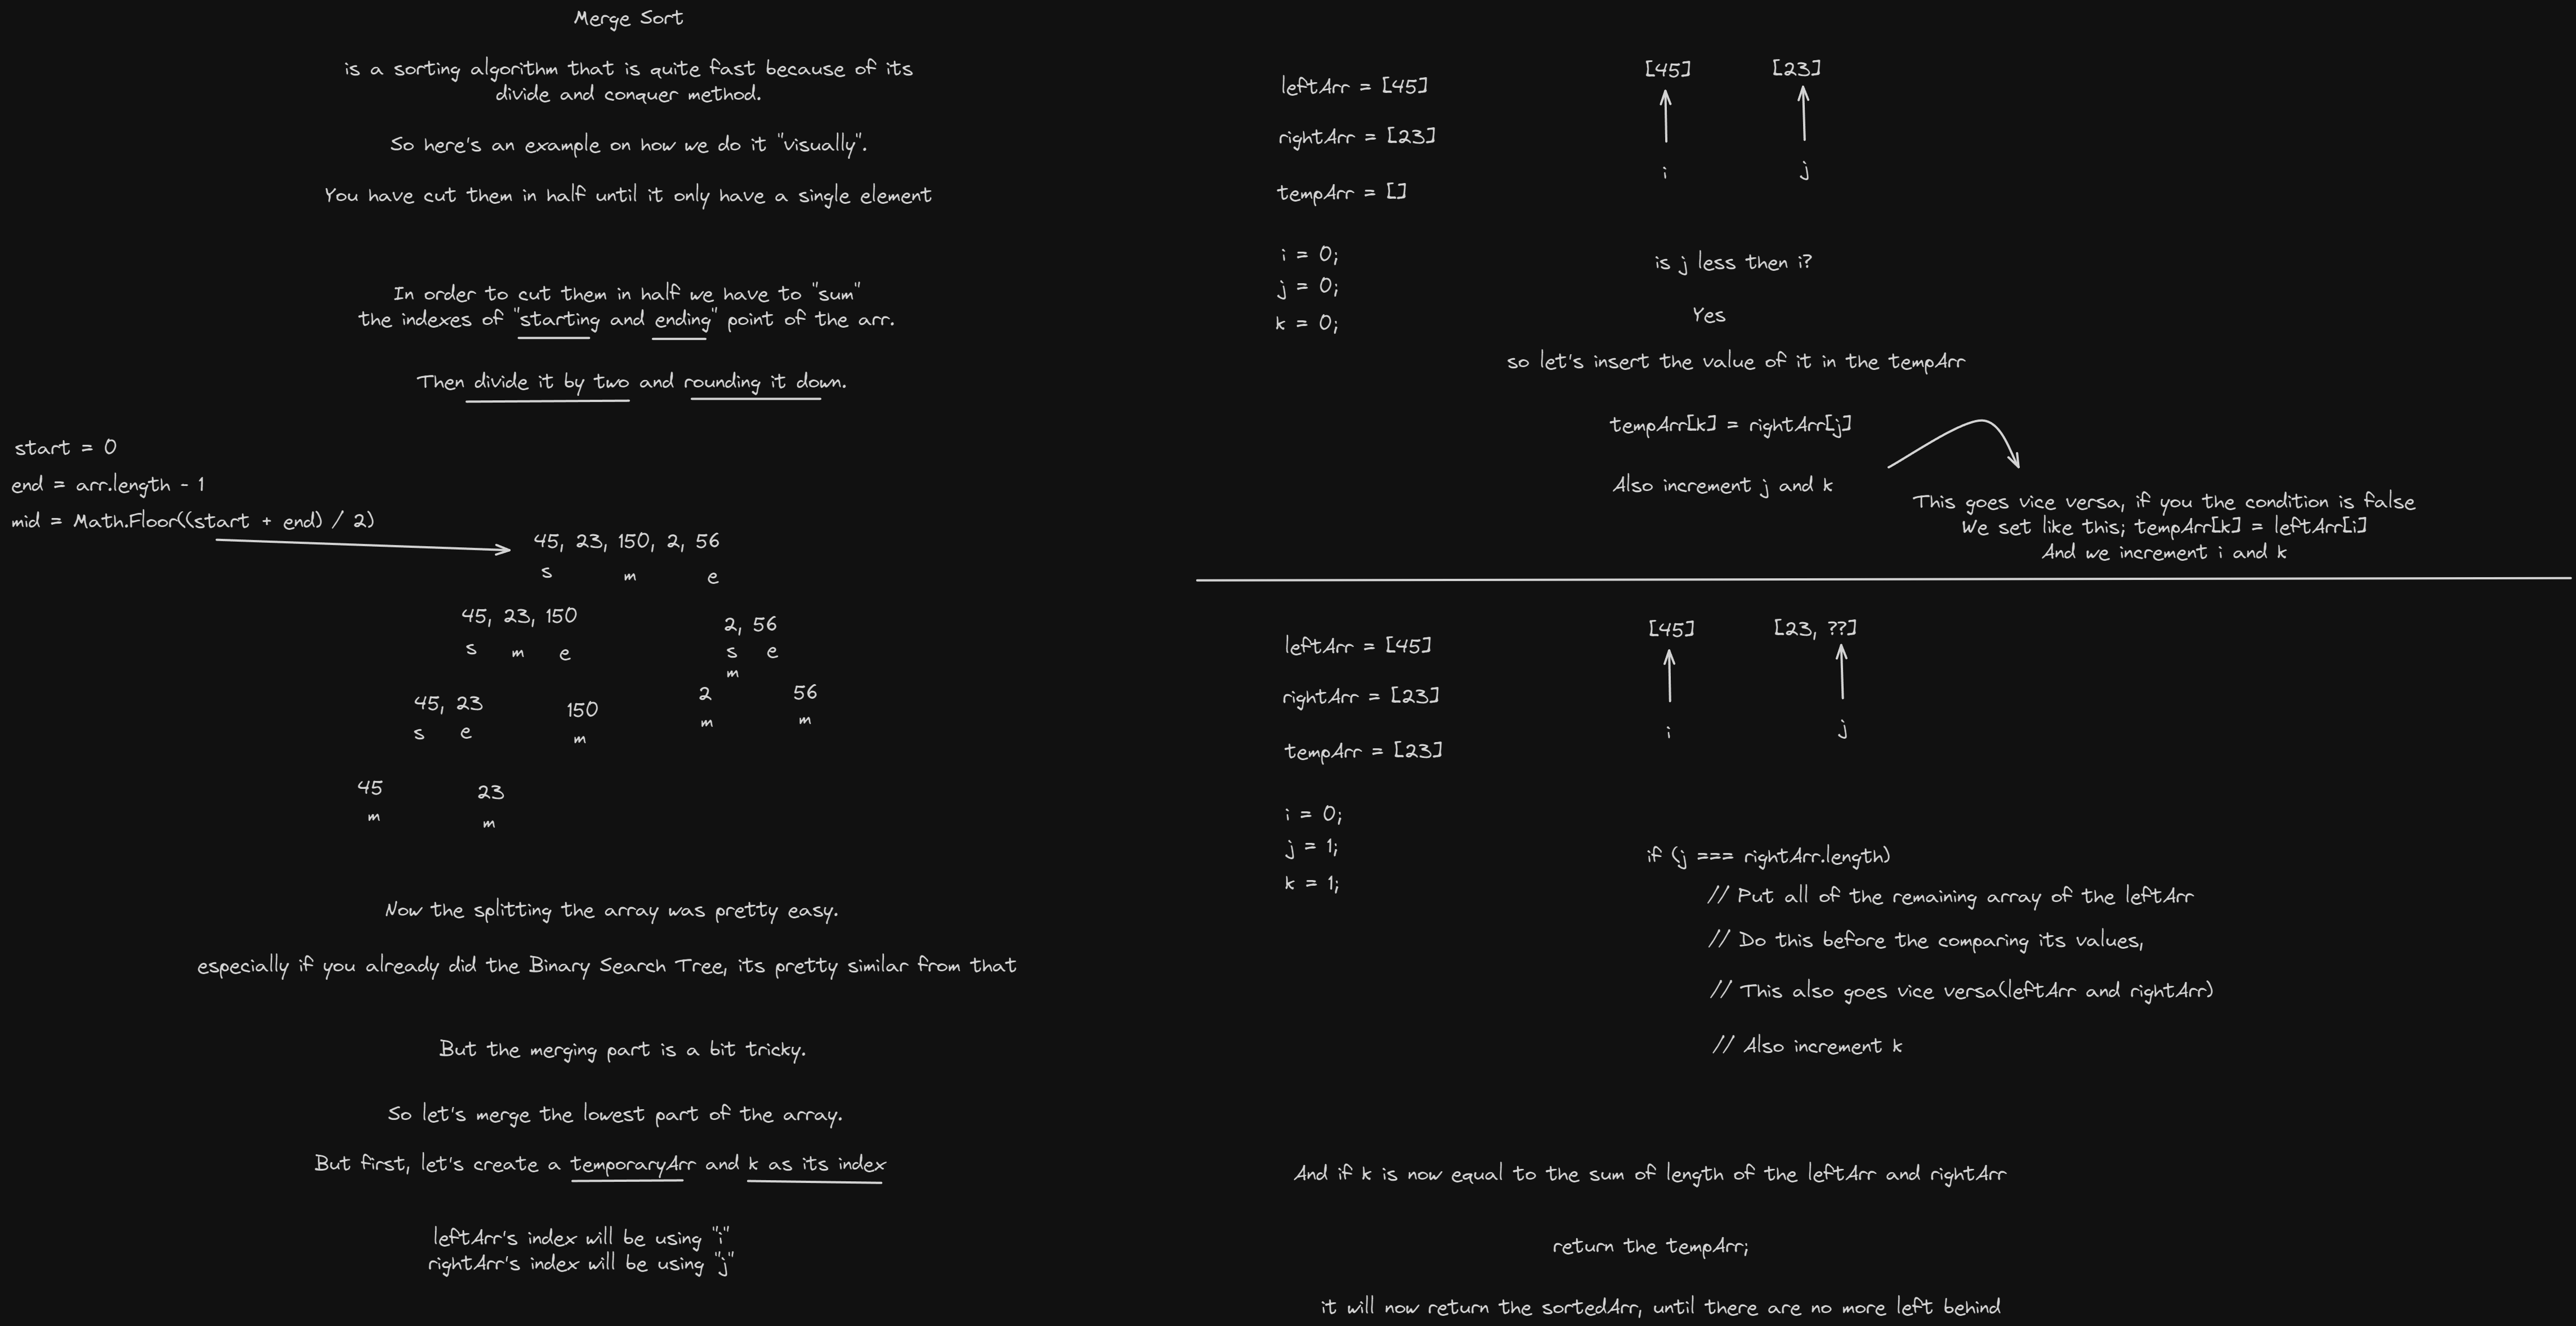 Merge Sort
is a sorting algorithm that is quite fast because of its
divide and conquer method.
So here's an example on how we do it "visually".
You have cut them in half until it only have a single element
In order to cut them in half we have to "sum"
the indexes of "starting and ending" point of the arr.
Then divide it by two and rounding it down.
start = 0
end = arr.length - 1
mid = Math.Floor((start + end) / 2)
45, 23, 150, 2, 56
s m e
45, 23, 150
s m e
2, 56
s e
m
45, 23
s e
150
m
2
m
56
m
45
m
23
m
Now the splitting the array was pretty easy.
especially if you already did the Binary Search Tree, its pretty similar from that
But the merging part is a bit tricky.
So let's merge the lowest part of the array.
But first, let's create a temporaryArr and k as its index
leftArr's index will be using "i"
rightArr's index will be using "j"
leftArr = [45]
rightArr = [23]
tempArr = []
i = 0;
j = 0;
k = 0;
[45] [23]
i j
is j less then i?
Yes
so let's insert the value of it in the tempArr
tempArr[k] = rightArr[j]
Also increment j and k
This goes vice versa, if you the condition is false
We set like this; tempArr[k] = leftArr[i]
And we increment i and k
leftArr = [45]
rightArr = [23]
tempArr = [23]
i = 0;
j = 1;
k = 1;
[45] [23, ??]
i j
if (j === rightArr.length)
// Put all of the remaining array of the leftArr
// Do this before the comparing its values,
// This also goes vice versa(leftArr and rightArr)
// Also increment k
And if k is now equal to the sum of length of the leftArr and rightArr
return the tempArr;
it will now return the sortedArr, until there are no more left behind